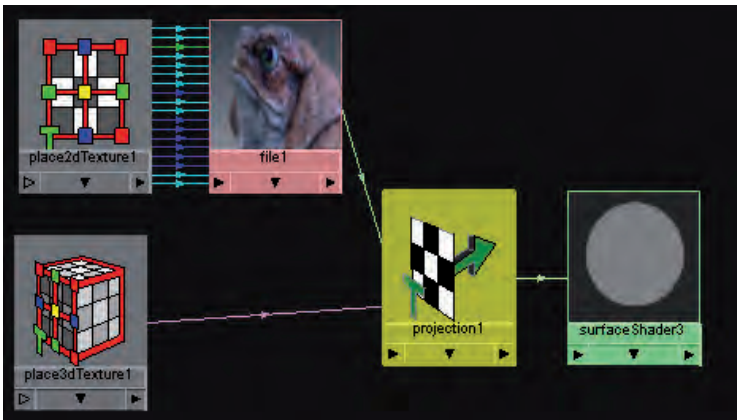 place2dTexture1
file1
place3dTexture1
projection1
surfaceShader3